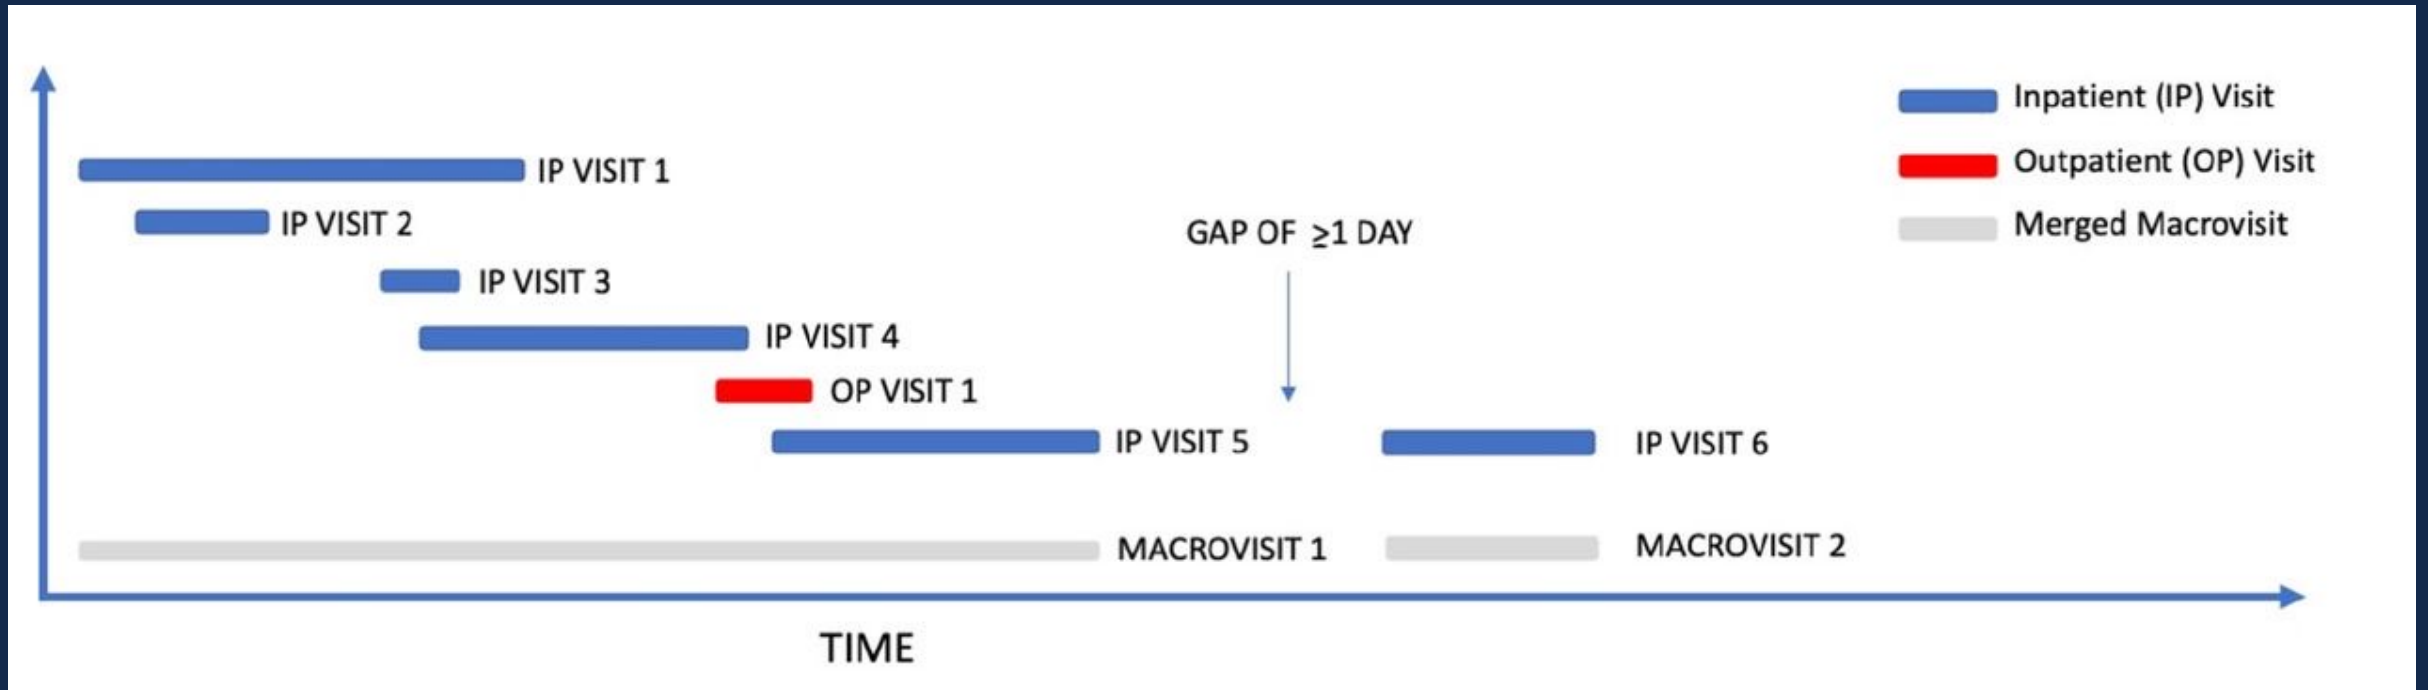 Inpatient (IP) Visit
Outpatient (OP) Visit
Merged Macrovisit
IP VISIT 1
IP VISIT 2
GAP OF ≥1 DAY
IP VISIT 3
IP VISIT 4
OP VISIT 1
IP VISIT 5
IP VISIT 6
MACROVISIT 1
MACROVISIT 2
TIME